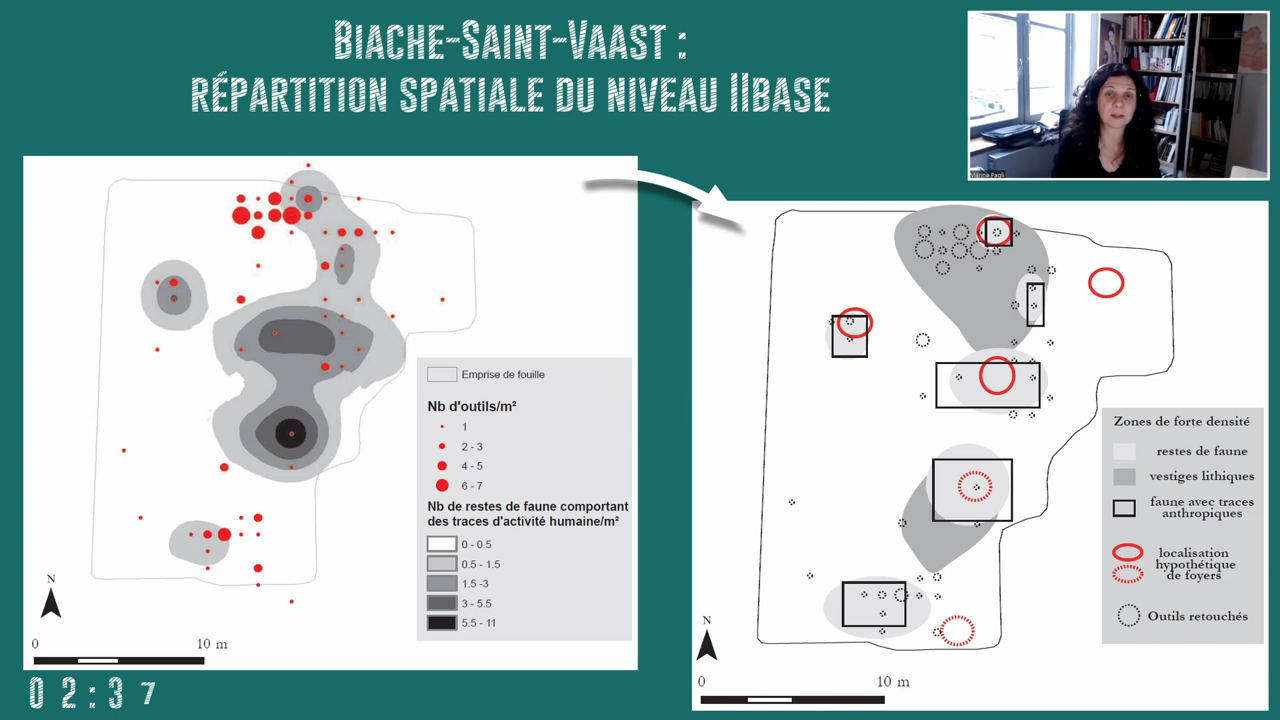 BIACHE-SAINT-VAAST :
RÉPARTITION SPATIALE DU NIVEAU IIBASE
Marina Pagli
Emprise de fouille
Nb d'outils/m²
1
2 - 3
4 - 5
6 - 7
Nb de restes de faune comportant
des traces d'activité humaine/m²
0 - 0.5
0.5 - 1.5
1.5 -3
3 - 5.5
5.5 - 11
N
0 10 m
Zones de forte densité
restes de faune
vestiges lithiques
faune avec traces
anthropiques
localisation
hypothétique
de foyers
Outils retouchés
N
0 10 m
02:37